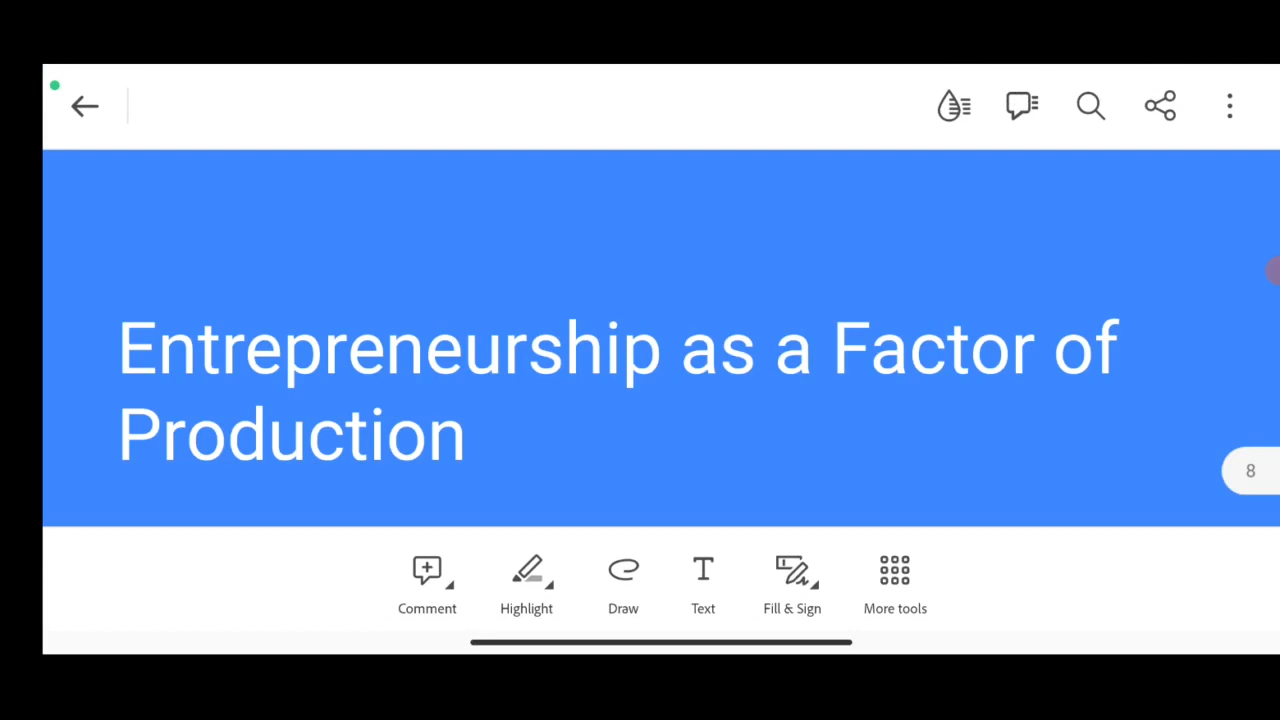 Entrepreneurship as a Factor of
Production
8
Comment
Highlight
Draw
Text
Fill & Sign
More tools